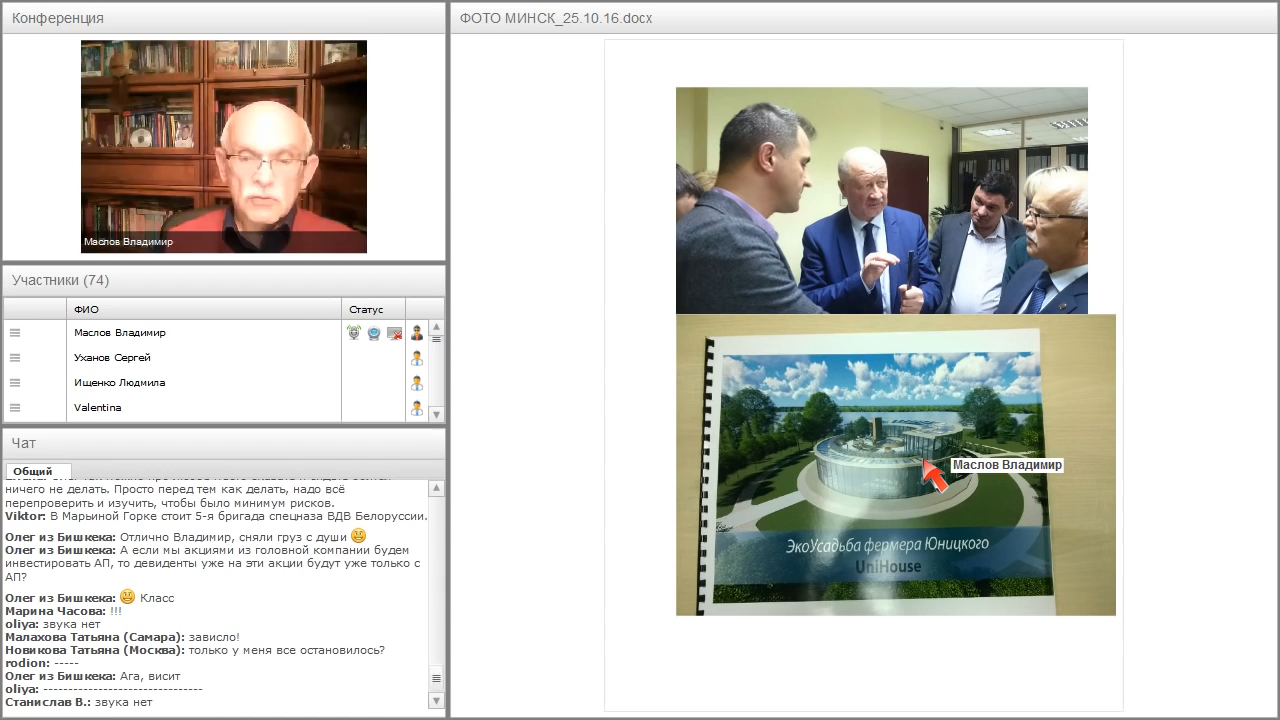 Конференция
Маслов Владимир
Участники (74)
ФИО
Статус
Маслов Владимир
Уханов Сергей
Ищенко Людмила
Valentina
Чат
Общий
ничего не делать. Просто перед тем как делать, надо всё
перепроверить и изучить, чтобы было минимум рисков.
Viktor: В Марьиной Горке стоит 5-я бригада спецназа ВДВ Белоруссии.
Олег из Бишкека: Отлично Владимир, сняли груз с души
Олег из Бишкека: А если мы акциями из головной компании будем
инвестировать АП, то девиденты уже на эти акции будут уже только с
АП?
Олег из Бишкека: Класс
Марина Часова: !!!
oliya: звука нет
Малахова Татьяна (Самара): зависло!
Новикова Татьяна (Москва): только у меня все остановилось?
rodion: -----
Олег из Бишкека: Ага, висит
oliya: --------------------------------
Станислав В.: звука нет
ФОТО МИНСК_25.10.16.docx
Маслов Владимир
ЭкоУсадьба фермера Юницкого
UniHouse